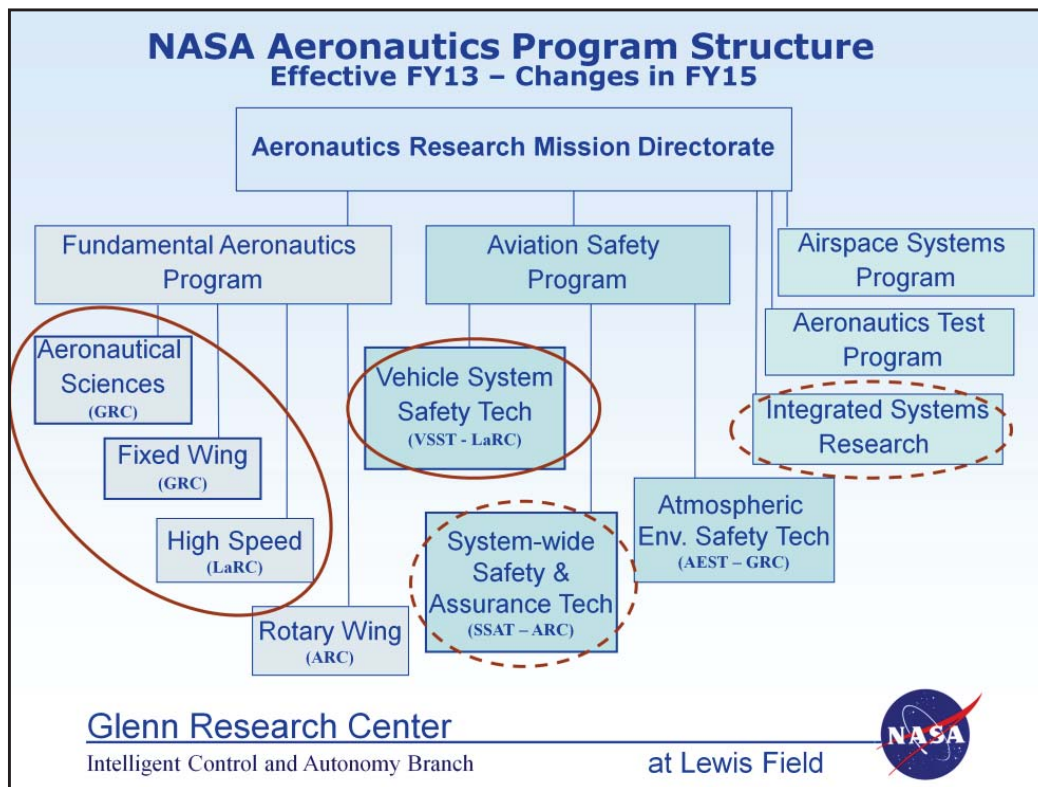 NASA Aeronautics Program Structure
Effective FY13 – Changes in FY15
Aeronautics Research Mission Directorate
Fundamental Aeronautics
Program
Aeronautical
Sciences
(GRC)
Fixed Wing
(GRC)
High Speed
(LaRC)
Rotary Wing
(ARC)
Aviation Safety
Program
Vehicle System
Safety Tech
(VSST - LaRC)
System-wide
Safety &
Assurance Tech
(SSAT – ARC)
Atmospheric
Env. Safety Tech
(AEST – GRC)
Airspace Systems
Program
Aeronautics Test
Program
Integrated Systems
Research
Glenn Research Center
Intelligent Control and Autonomy Branch
at Lewis Field
NASA